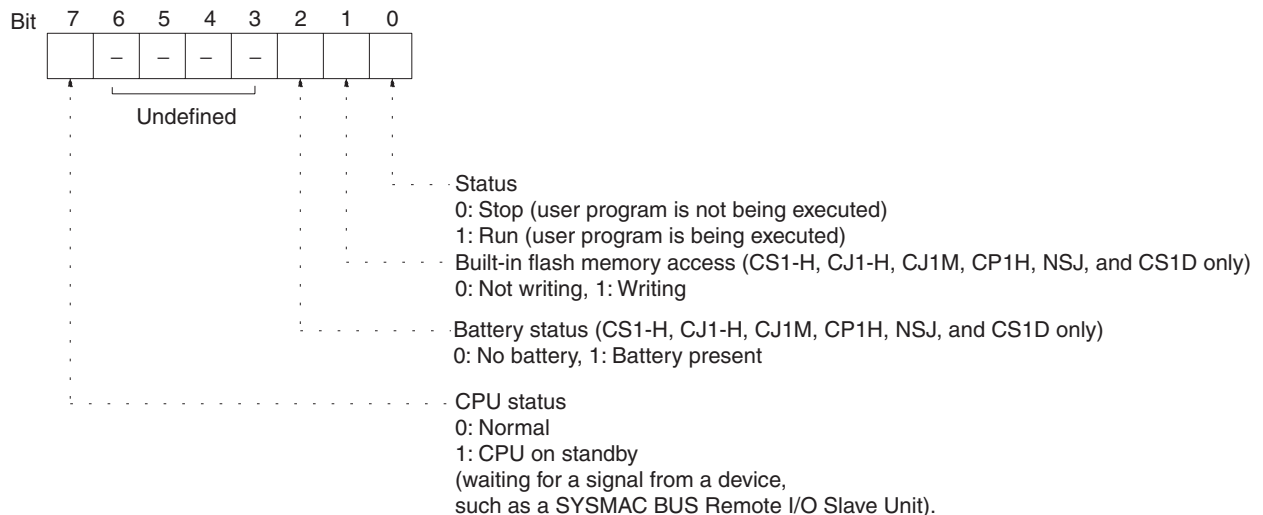 Bit 7 6 5 4 3 2 1 0
– – – –
Undefined
Status
0: Stop (user program is not being executed)
1: Run (user program is being executed)
Built-in flash memory access (CS1-H, CJ1-H, CJ1M, CP1H, NSJ, and CS1D only)
0: Not writing, 1: Writing
Battery status (CS1-H, CJ1-H, CJ1M, CP1H, NSJ, and CS1D only)
0: No battery, 1: Battery present
CPU status
0: Normal
1: CPU on standby
(waiting for a signal from a device,
such as a SYSMAC BUS Remote I/O Slave Unit).